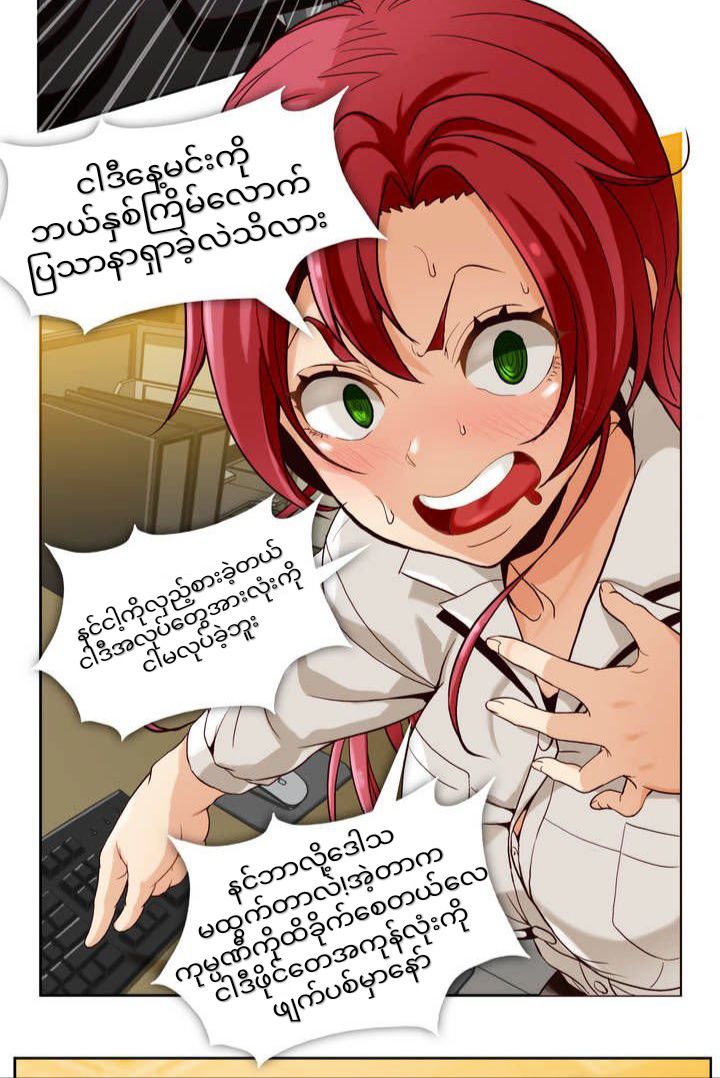 ငါဒီနေ့မင်းကို
ဘယ်နှစ်ကြိမ်လောက်
ပြသာနာရှာခဲ့လဲသိလား
နင်ငါ့ကိုလှည့်စားခဲ့တယ်
ငါဒီအလုပ်တွေအားလုံးကို
ငါမလုပ်ခဲ့ဘူး
နင်ဘာလို့ဒေါသ
မထွက်တာလဲ!အဲ့တာက
ကုမ္ပဏီကိုထိခိုက်စေတယ်လေ
ငါဒီဖိုင်တေအကုန်လုံးကို
ဖျက်ပစ်မှာနော်